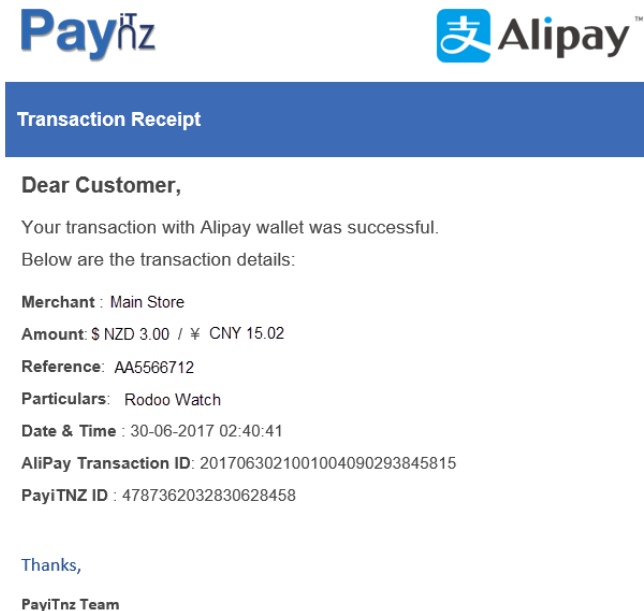 PayiTnz Alipay™
Transaction Receipt
Dear Customer,
Your transaction with Alipay wallet was successful.
Below are the transaction details:
Merchant : Main Store
Amount: $ NZD 3.00 / ¥ CNY 15.02
Reference: AA5566712
Particulars: Rodoo Watch
Date & Time : 30-06-2017 02:40:41
AliPay Transaction ID: 2017063021001004090293845815
PayiTNZ ID : 4787362032830628458
Thanks,
PayiTnz Team